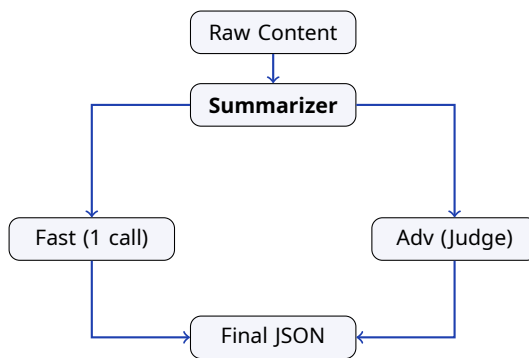 Raw Content
Summarizer
Fast (1 call)
Adv (Judge)
Final JSON